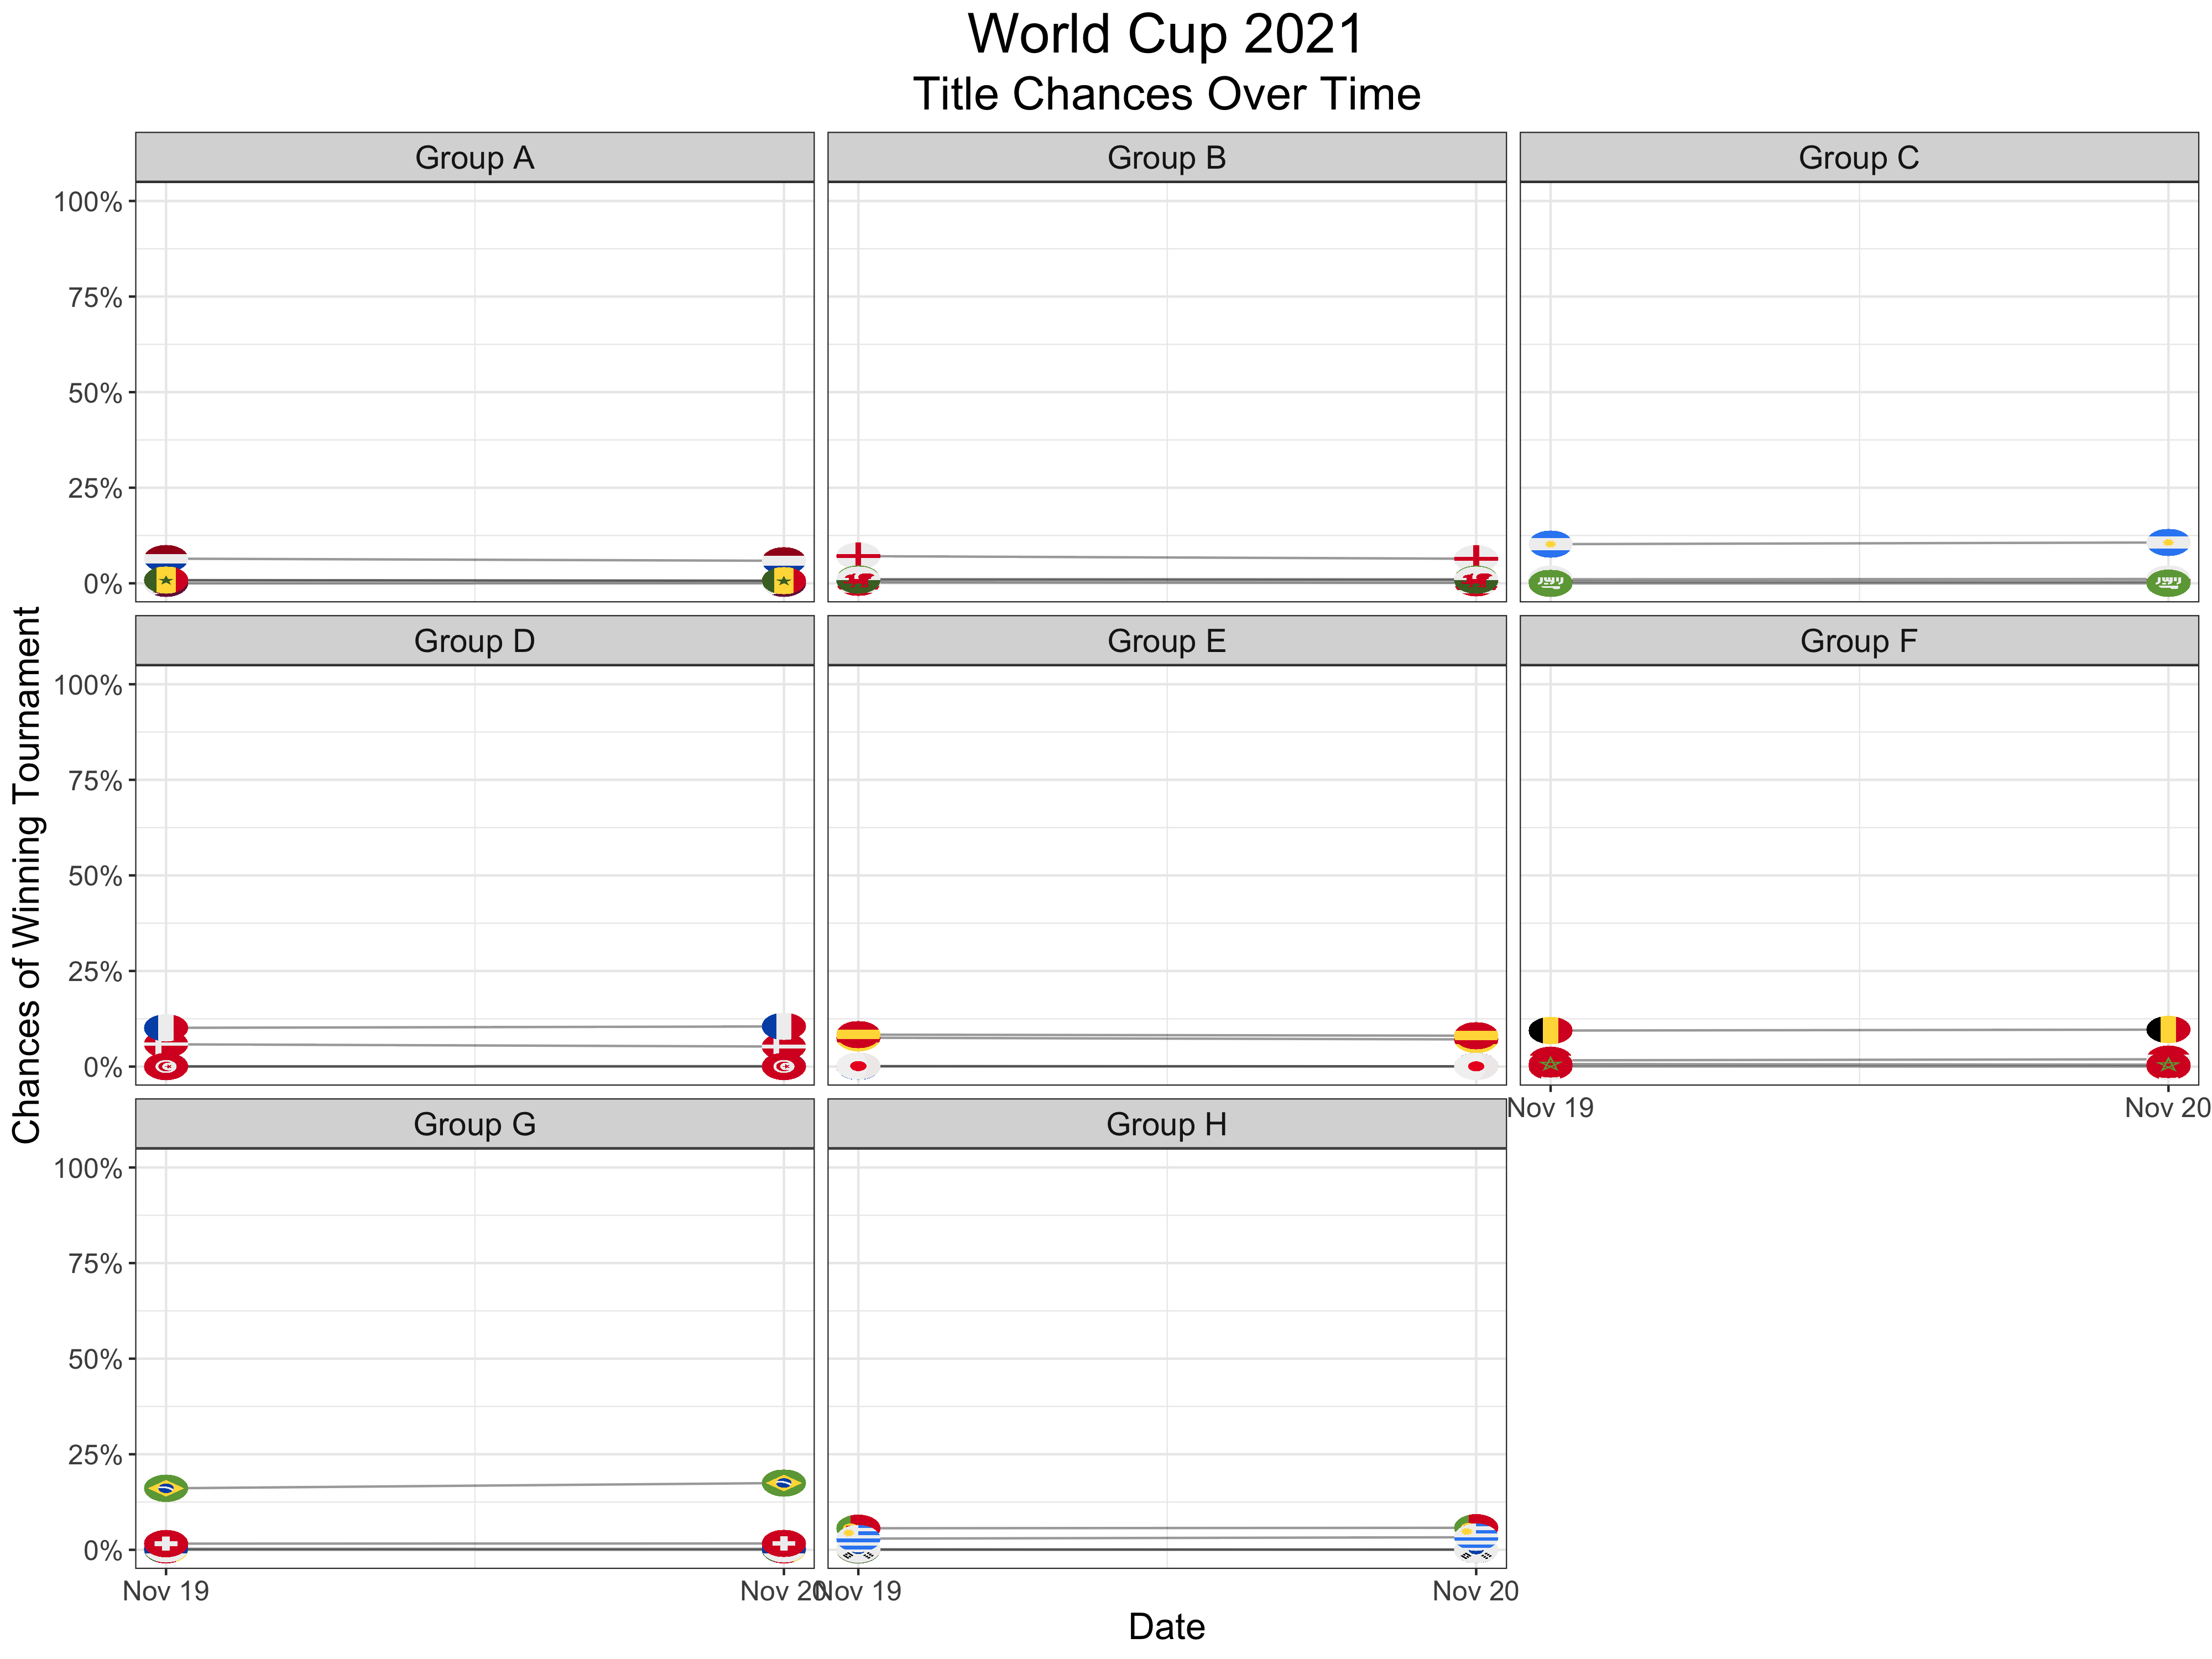 World Cup 2021
Title Chances Over Time
Group A
Group B
Group C
100%
75%
50%
25%
0%
Group D
Group E
Group F
100%
75%
50%
25%
0%
Nov 19
Nov 20
Group G
Group H
100%
75%
50%
25%
0%
Nov 19
Nov 20
Nov 19
Nov 20
Date
Chances of Winning Tournament